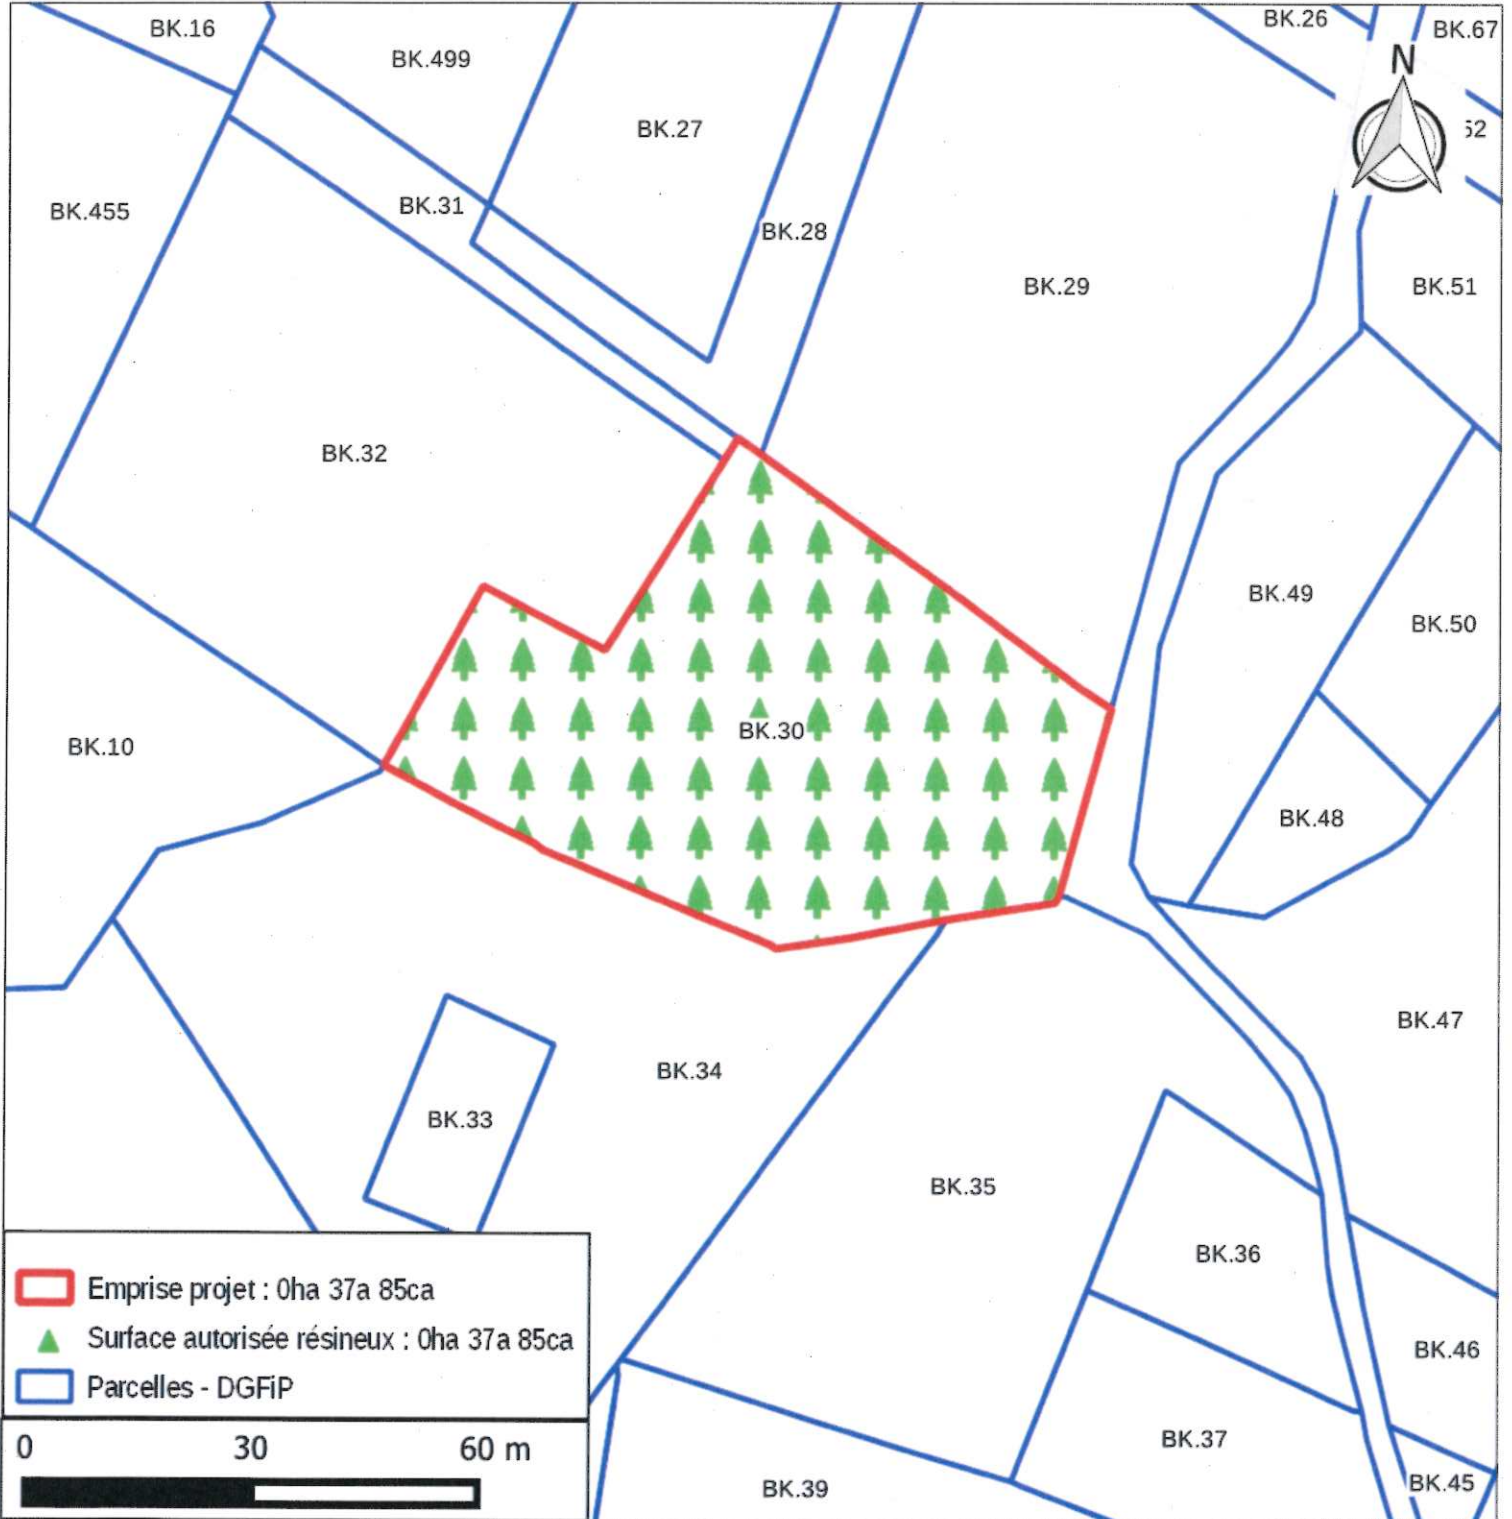 BK.16
BK.499
BK.26
BK.67
N
BK.27
52
BK.455
BK.31
BK.28
BK.29
BK.51
BK.32
BK.49
BK.50
BK.10
BK.30
BK.48
BK.47
BK.34
BK.33
BK.35
BK.36
BK.46
BK.37
BK.45
BK.39
Emprise projet : 0ha 37a 85ca
Surface autorisée résineux : 0ha 37a 85ca
Parcelles - DGFiP
0 30 60 m